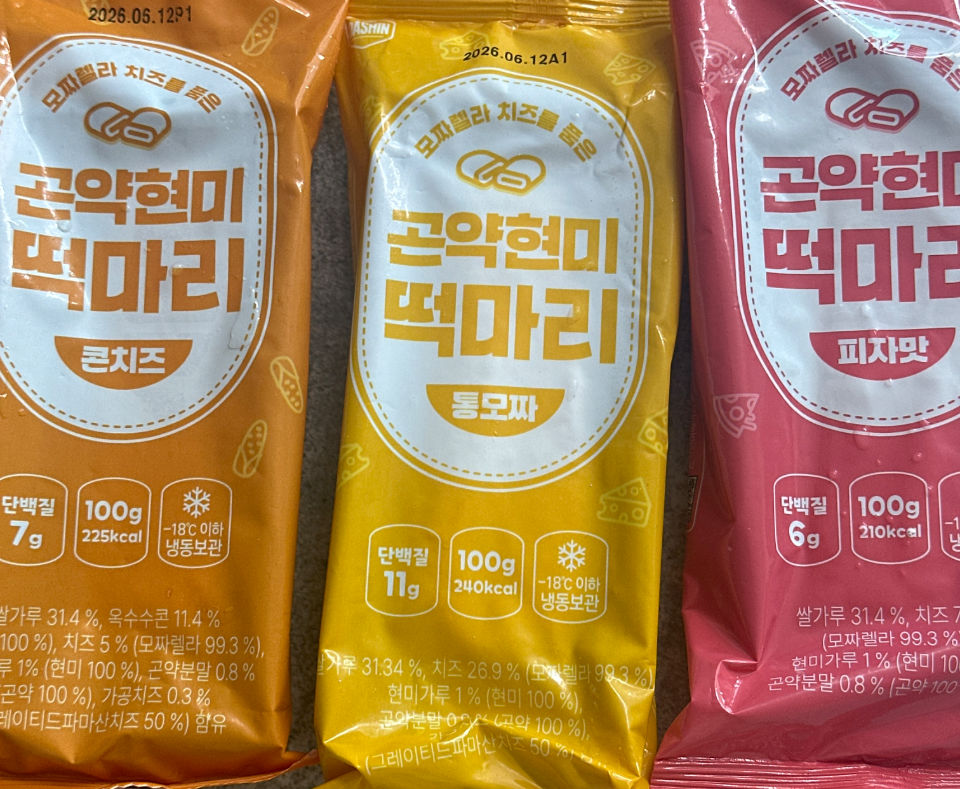 2026.06.12P1
모짜렐라 치즈를 품은
곤약현미
떡마리
콘치즈
단백질
7g
100g
225kcal
-18℃ 이하
냉동보관
쌀가루 31.4 %, 옥수수콘 11.4 %
100 %), 치즈 5 % (모짜렐라 99.3 %),
루 1% (현미 100 %), 곤약분말 0.8 %
(곤약 100 %), 가공치즈 0.3 %
레이티드파마산치즈 50 %) 함유
2026.06.12A1
모짜렐라 치즈를 품은
곤약현미
떡마리
통모짜
단백질
11g
100g
240kcal
-18℃ 이하
냉동보관
쌀가루 31.34 %, 치즈 26.9 % (모짜렐라 99.3 %),
현미가루 1 % (현미 100 %),
곤약분말 (곤약 100 %),
(그레이티드파마산치즈 50 %)
모짜렐라 치즈를 품은
곤약현미
떡마리
피자맛
단백질
6g
100g
210kcal
쌀가루 31.4 %, 치즈 7
(모짜렐라 99.3 %)
현미가루 1 % (현미 10
곤약분말 0.8 % (곤약 100